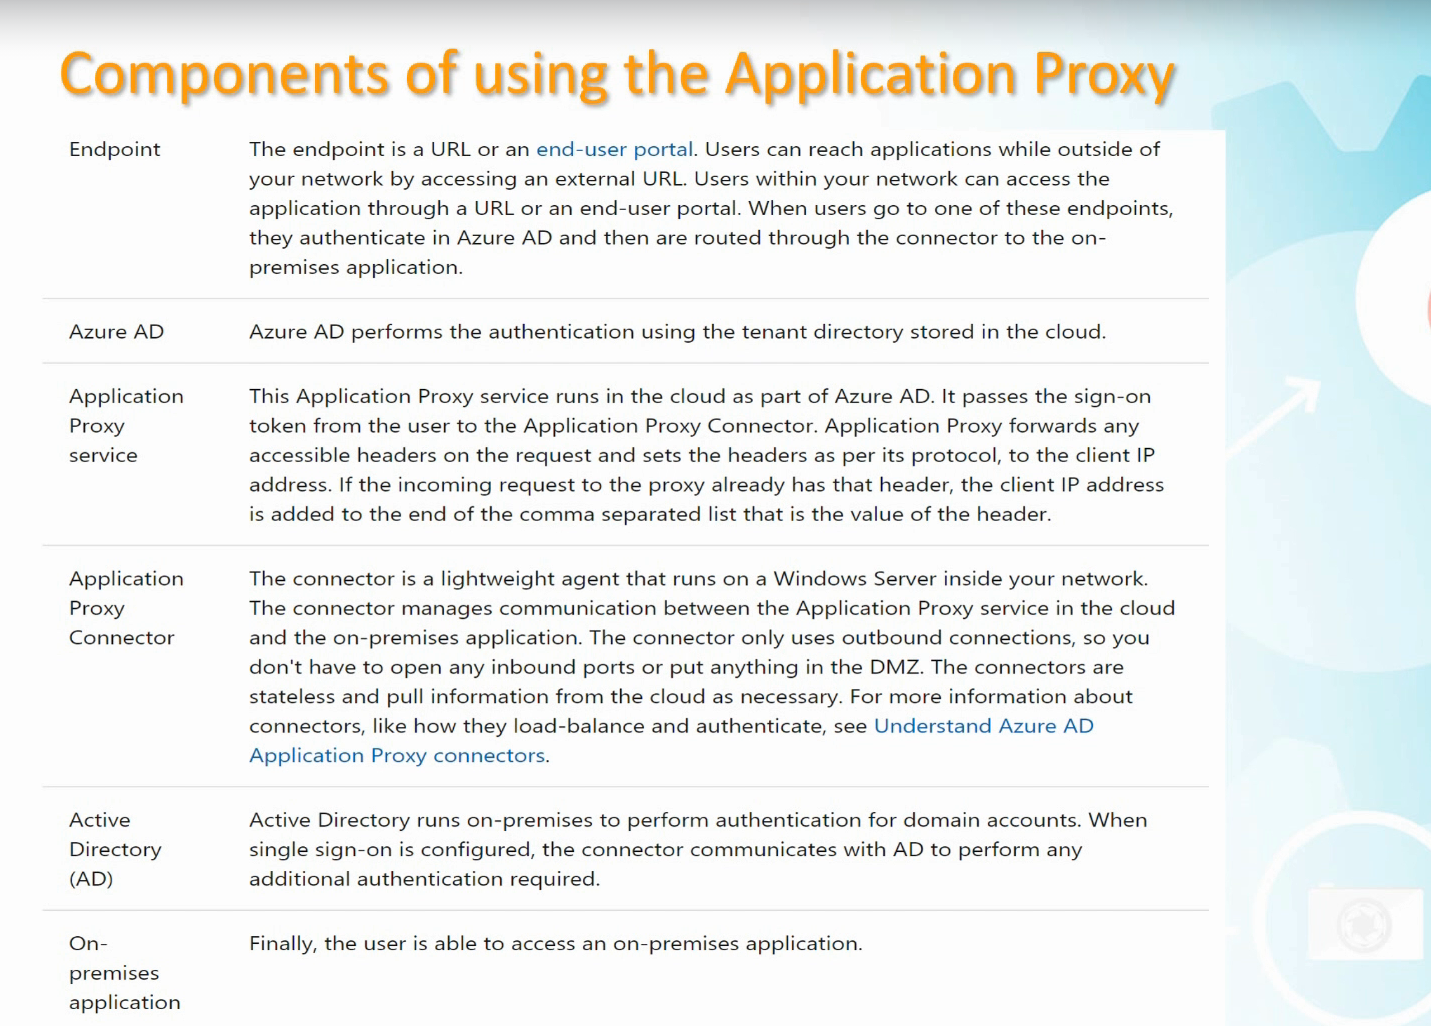 Components of using the Application Proxy
Endpoint
The endpoint is a URL or an end-user portal. Users can reach applications while outside of
your network by accessing an external URL. Users within your network can access the
application through a URL or an end-user portal. When users go to one of these endpoints,
they authenticate in Azure AD and then are routed through the connector to the on-
premises application.
Azure AD
Azure AD performs the authentication using the tenant directory stored in the cloud.
Application
Proxy
service
This Application Proxy service runs in the cloud as part of Azure AD. It passes the sign-on
token from the user to the Application Proxy Connector. Application Proxy forwards any
accessible headers on the request and sets the headers as per its protocol, to the client IP
address. If the incoming request to the proxy already has that header, the client IP address
is added to the end of the comma separated list that is the value of the header.
Application
Proxy
Connector
The connector is a lightweight agent that runs on a Windows Server inside your network.
The connector manages communication between the Application Proxy service in the cloud
and the on-premises application. The connector only uses outbound connections, so you
don't have to open any inbound ports or put anything in the DMZ. The connectors are
stateless and pull information from the cloud as necessary. For more information about
connectors, like how they load-balance and authenticate, see Understand Azure AD
Application Proxy connectors.
Active
Directory
(AD)
Active Directory runs on-premises to perform authentication for domain accounts. When
single sign-on is configured, the connector communicates with AD to perform any
additional authentication required.
On-
premises
application
Finally, the user is able to access an on-premises application.